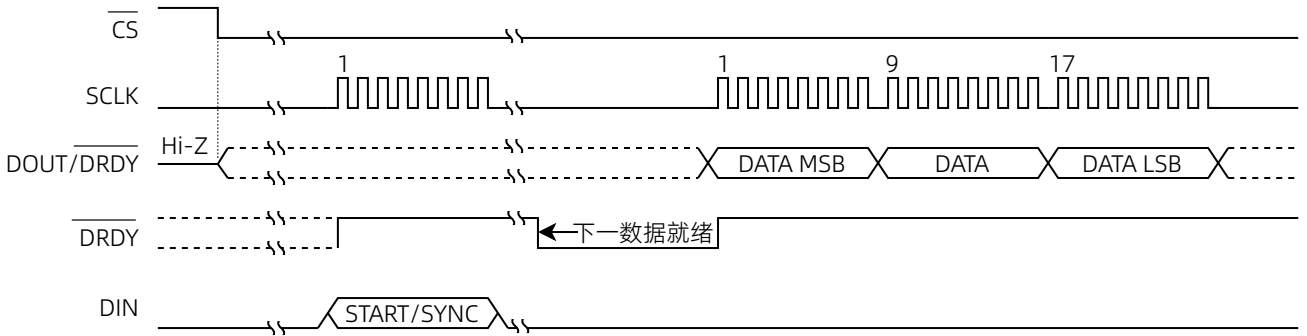 CS
1 1 9 17
SCLK
Hi-Z
DOUT/DRDY DATA MSB DATA DATA LSB
DRDY 下一数据就绪
DIN START/SYNC